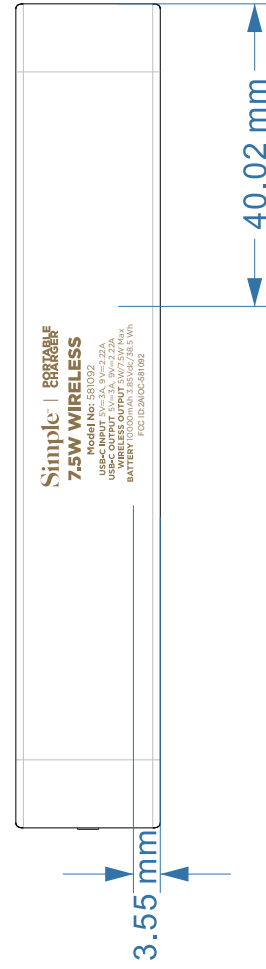 Simple™ | PORTABLE CHARGER
7.5W WIRELESS
Model No: 581092
USB-C INPUT 5V=3A, 9V=2.22A
USB-C OUTPUT 5V=3A, 9V=2.22A
WIRELESS OUTPUT 5W/7.5W Max
BATTERY 10000mAh 3.85Vdc/38.5 Wh
FCC ID:2AIOC-581092
40.02 mm
3.55 mm